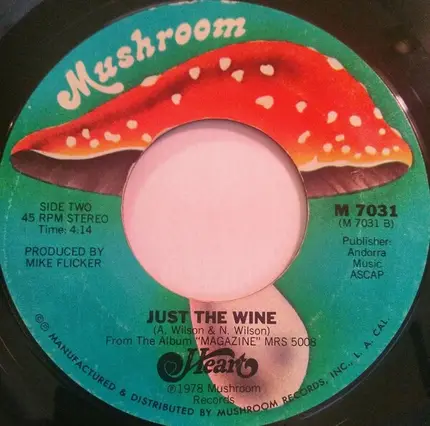 Mushroom
SIDE TWO
45 RPM STEREO
Time: 4:14
PRODUCED BY
MIKE FLICKER
M 7031
(M 7031 B)
Publisher:
Andorra
Music
ASCAP
JUST THE WINE
(A. Wilson & N. Wilson)
From The Album "MAGAZINE" MRS 5008
Heart
Ⓟ1978 Mushroom
Records
©Ⓟ MANUFACTURED & DISTRIBUTED BY MUSHROOM RECORDS, INC., L.A. CAL.